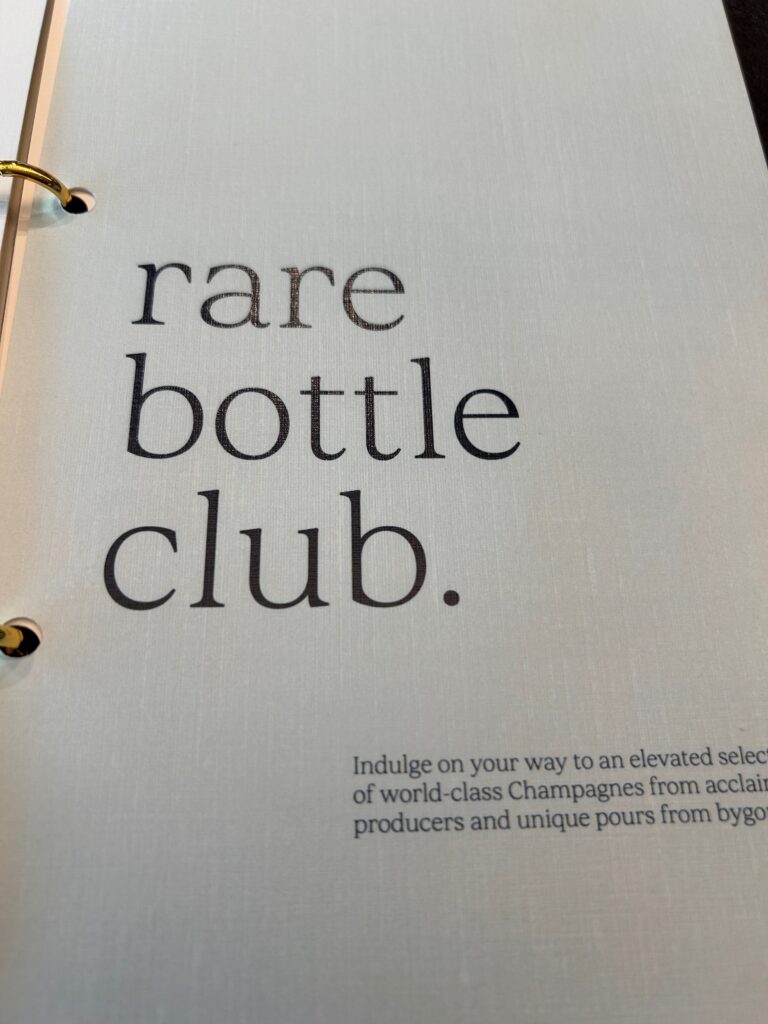 rare
bottle
club.
Indulge on your way to an elevated
of world-class Champagnes from
producers and unique pours from